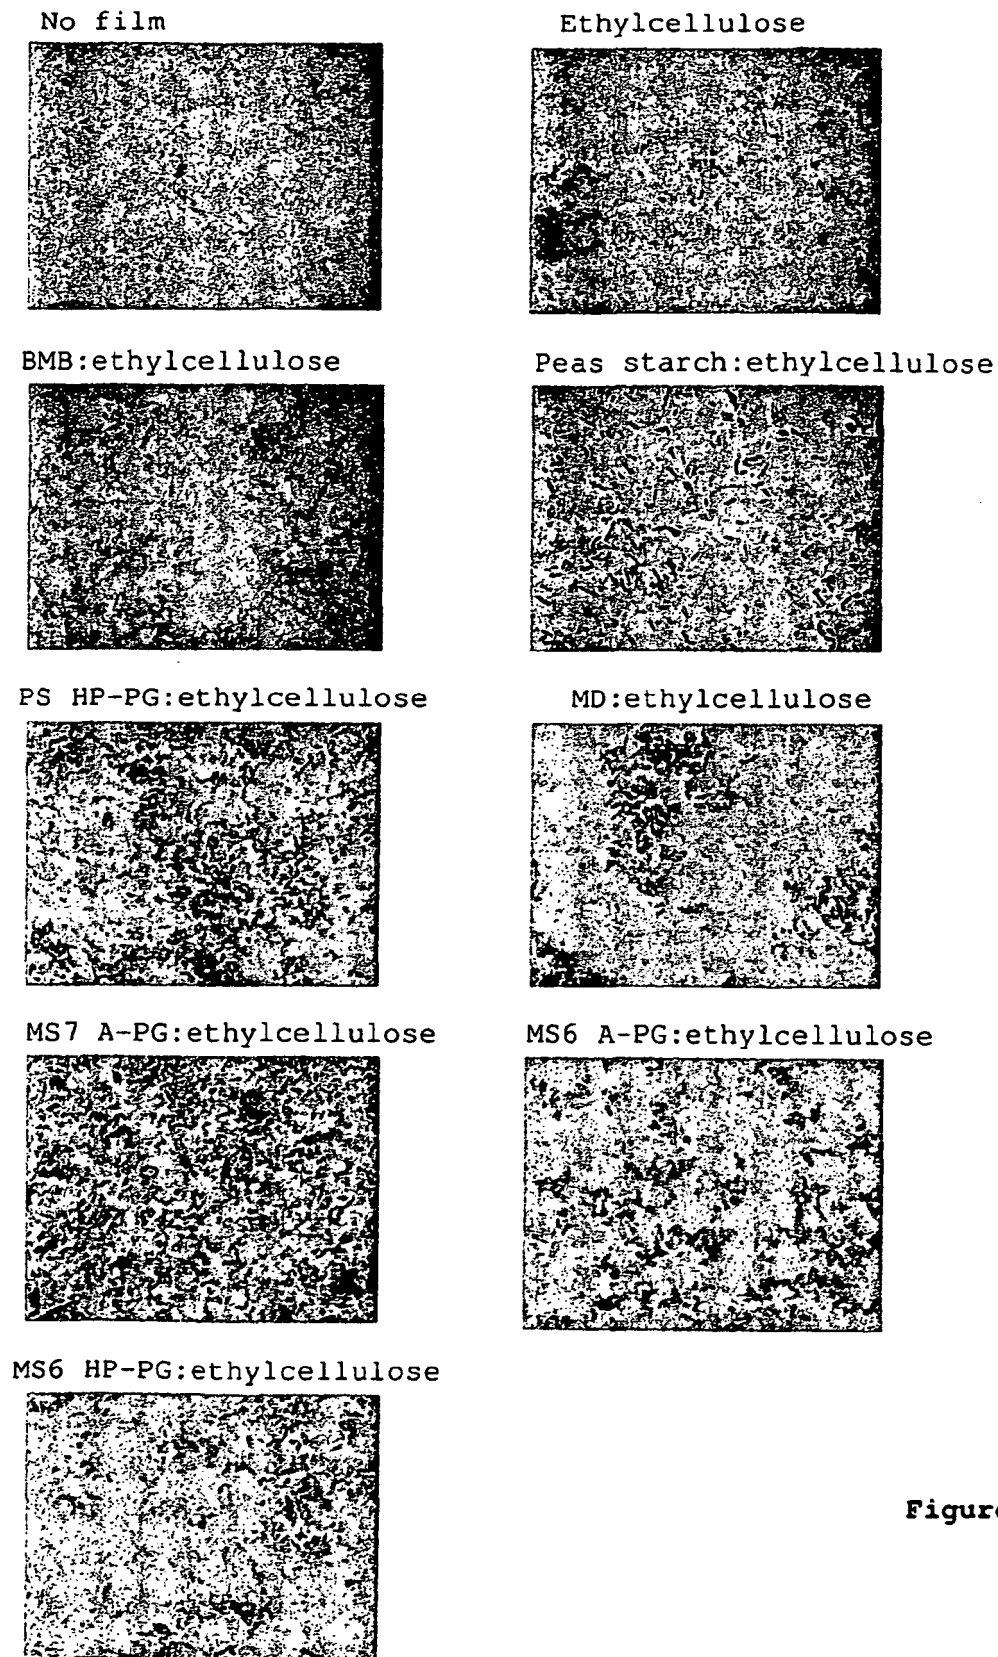 No film
Ethylcellulose
BMB:ethylcellulose
Peas starch:ethylcellulose
PS HP-PG:ethylcellulose
MD:ethylcellulose
MS7 A-PG:ethylcellulose
MS6 A-PG:ethylcellulose
MS6 HP-PG:ethylcellulose
Figure